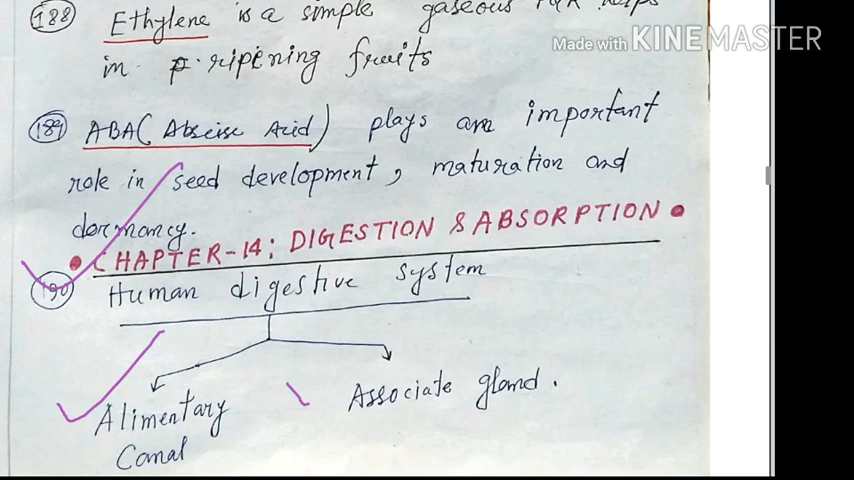 188 Ethylene is a simple gaseous helps
Made with KINEMASTER
in ripening fruits
189 ABA( Abscise Acid) plays an important
role in seed development, maturation and
dormancy.
• CHAPTER-14: DIGESTION & ABSORPTION •
190 Human digestive system
Associate gland.
Alimentary
Canal